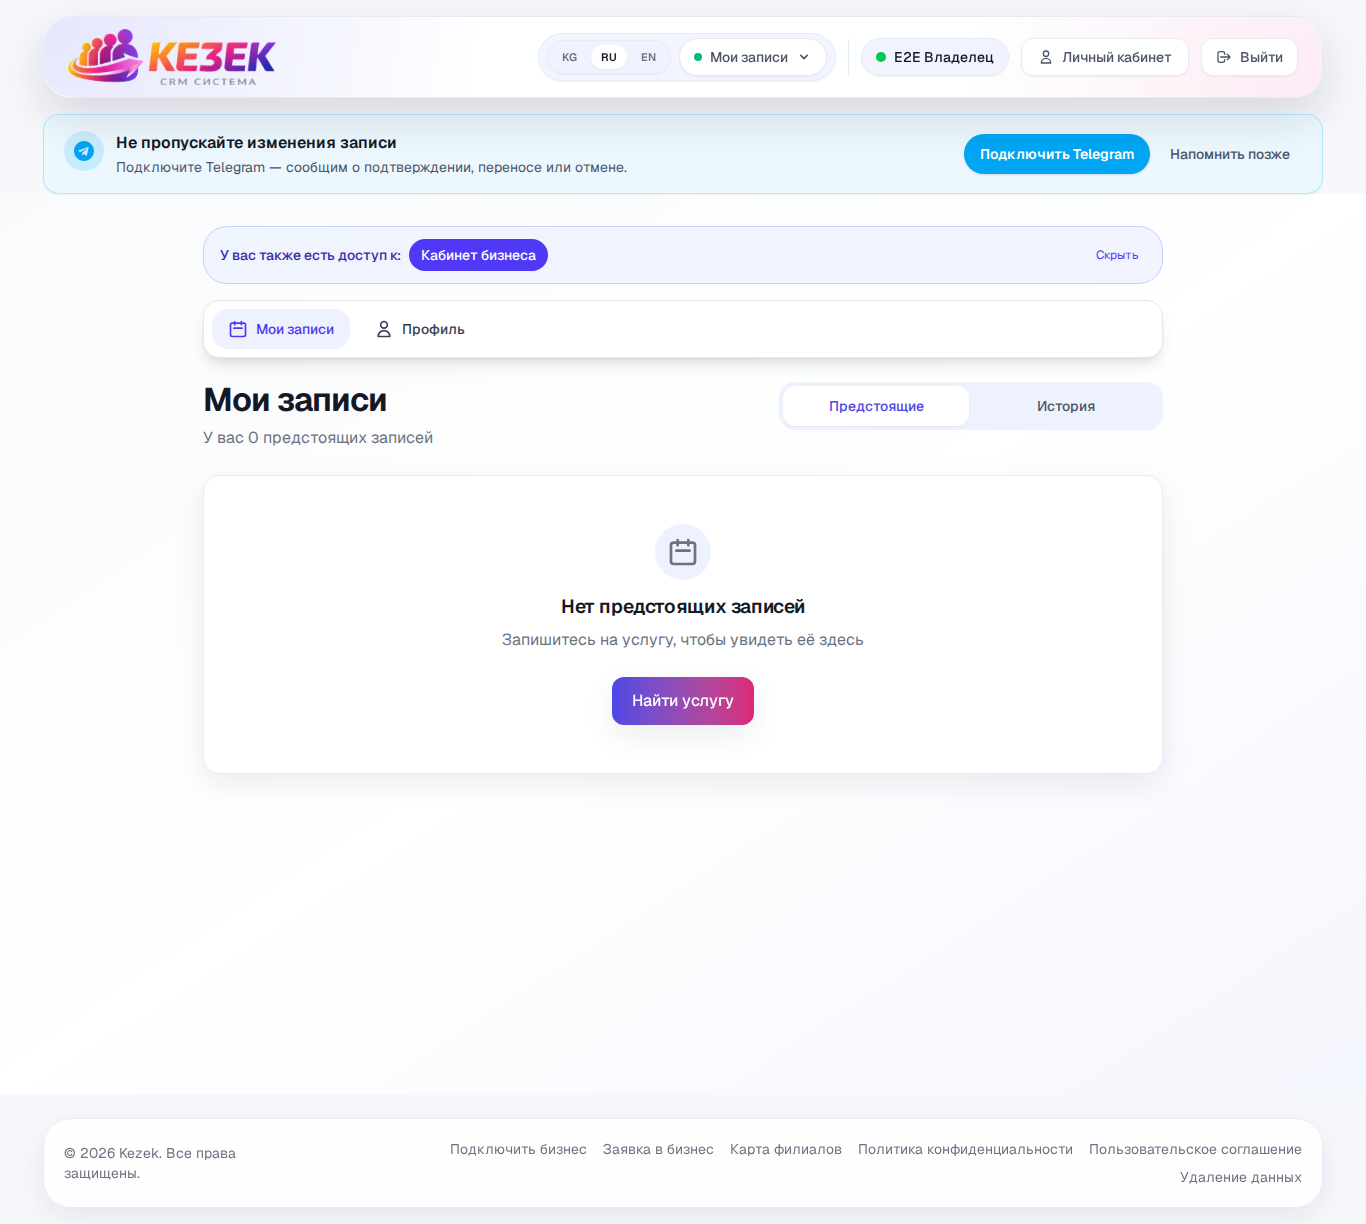 КЕЗЕК
CRM СИСТЕМА
KG RU EN
Мои записи
E2E Владелец
Личный кабинет
Выйти
Не пропускайте изменения записи
Подключите Telegram — сообщим о подтверждении, переносе или отмене.
Подключить Telegram
Напомнить позже
У вас также есть доступ к: Кабинет бизнеса
Скрыть
Мои записи
Профиль
Мои записи
У вас 0 предстоящих записей
Предстоящие
История
Нет предстоящих записей
Запишитесь на услугу, чтобы увидеть её здесь
Найти услугу
© 2026 Kezek. Все права
защищены.
Подключить бизнес Заявка в бизнес Карта филиалов Политика конфиденциальности Пользовательское соглашение
Удаление данных